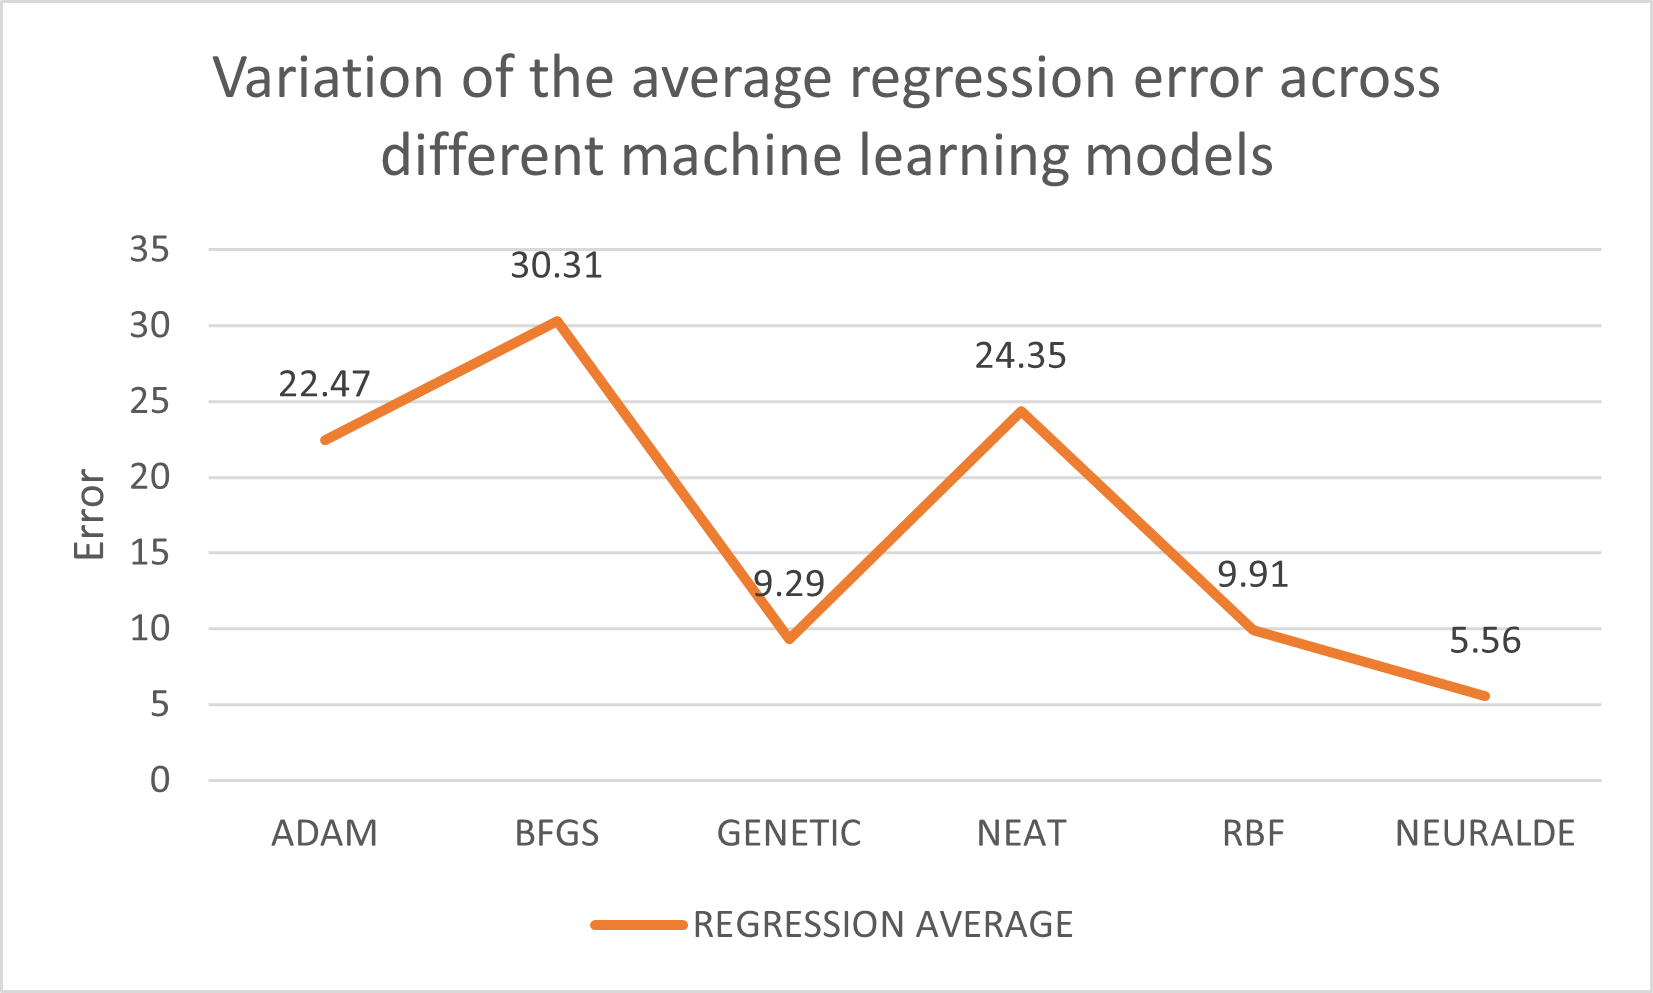 Variation of the average regression error across
different machine learning models
35
30
25
20
15
10
5
0
Error
22.47
30.31
9.29
24.35
9.91
5.56
ADAM
BFGS
GENETIC
NEAT
RBF
NEURALDE
REGRESSION AVERAGE